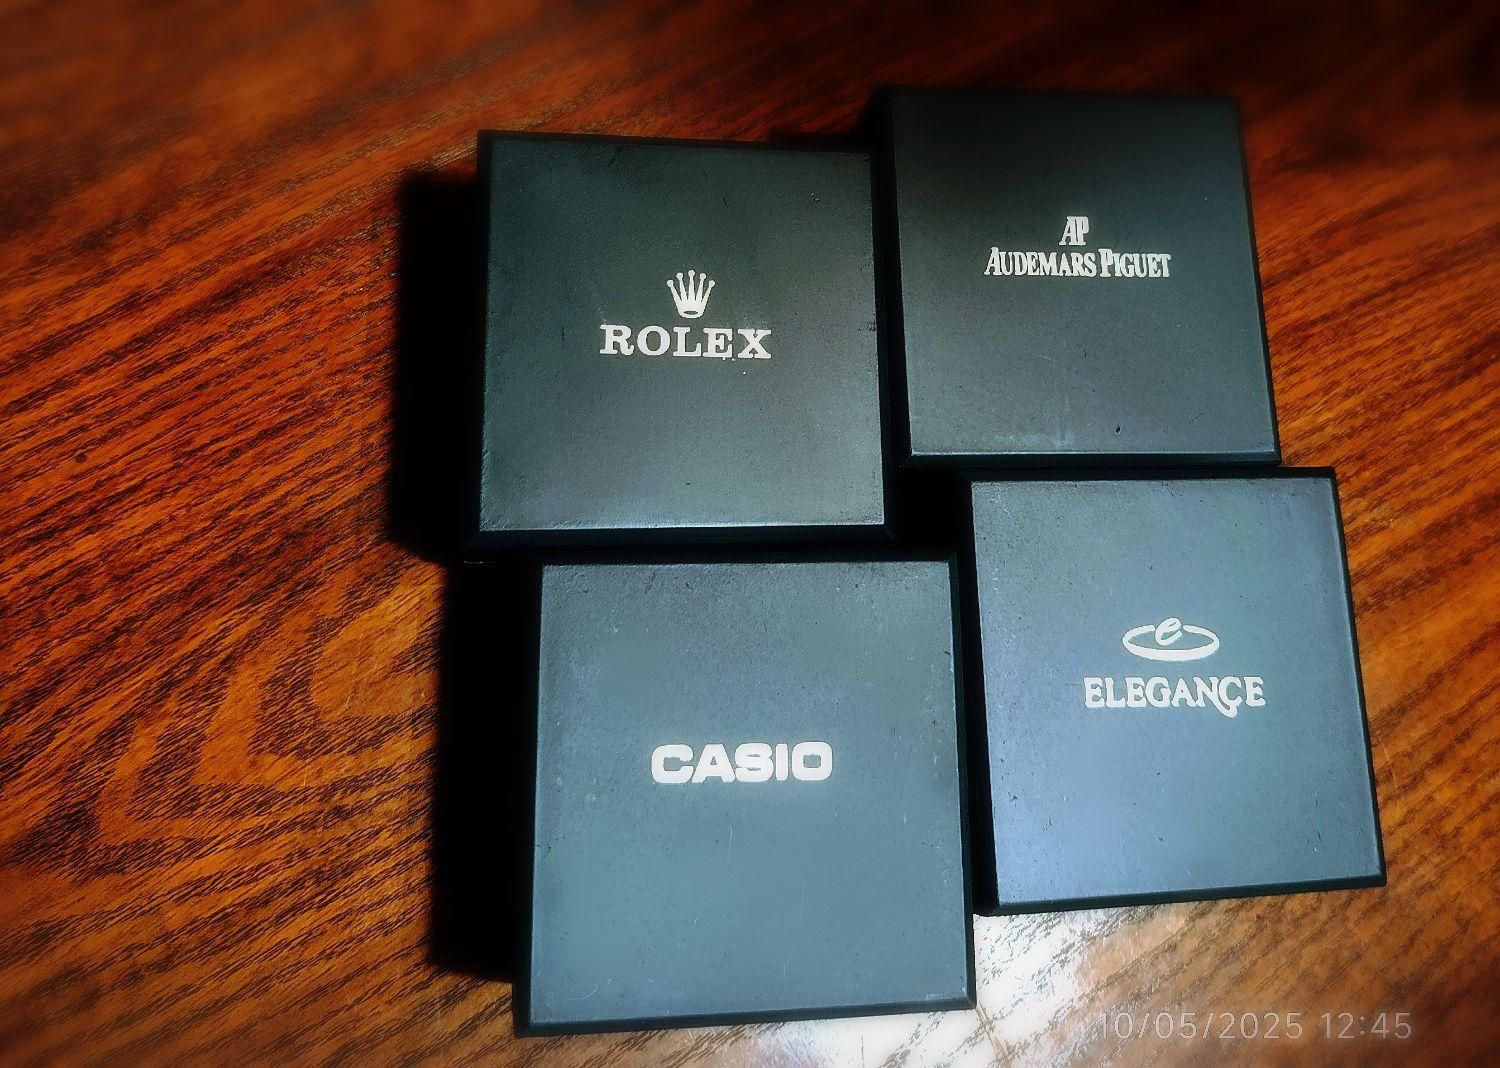 ROLEX
AP
AUDEMARS PIGUET
CASIO
e
ELEGANCE
10/05/2025 12:45